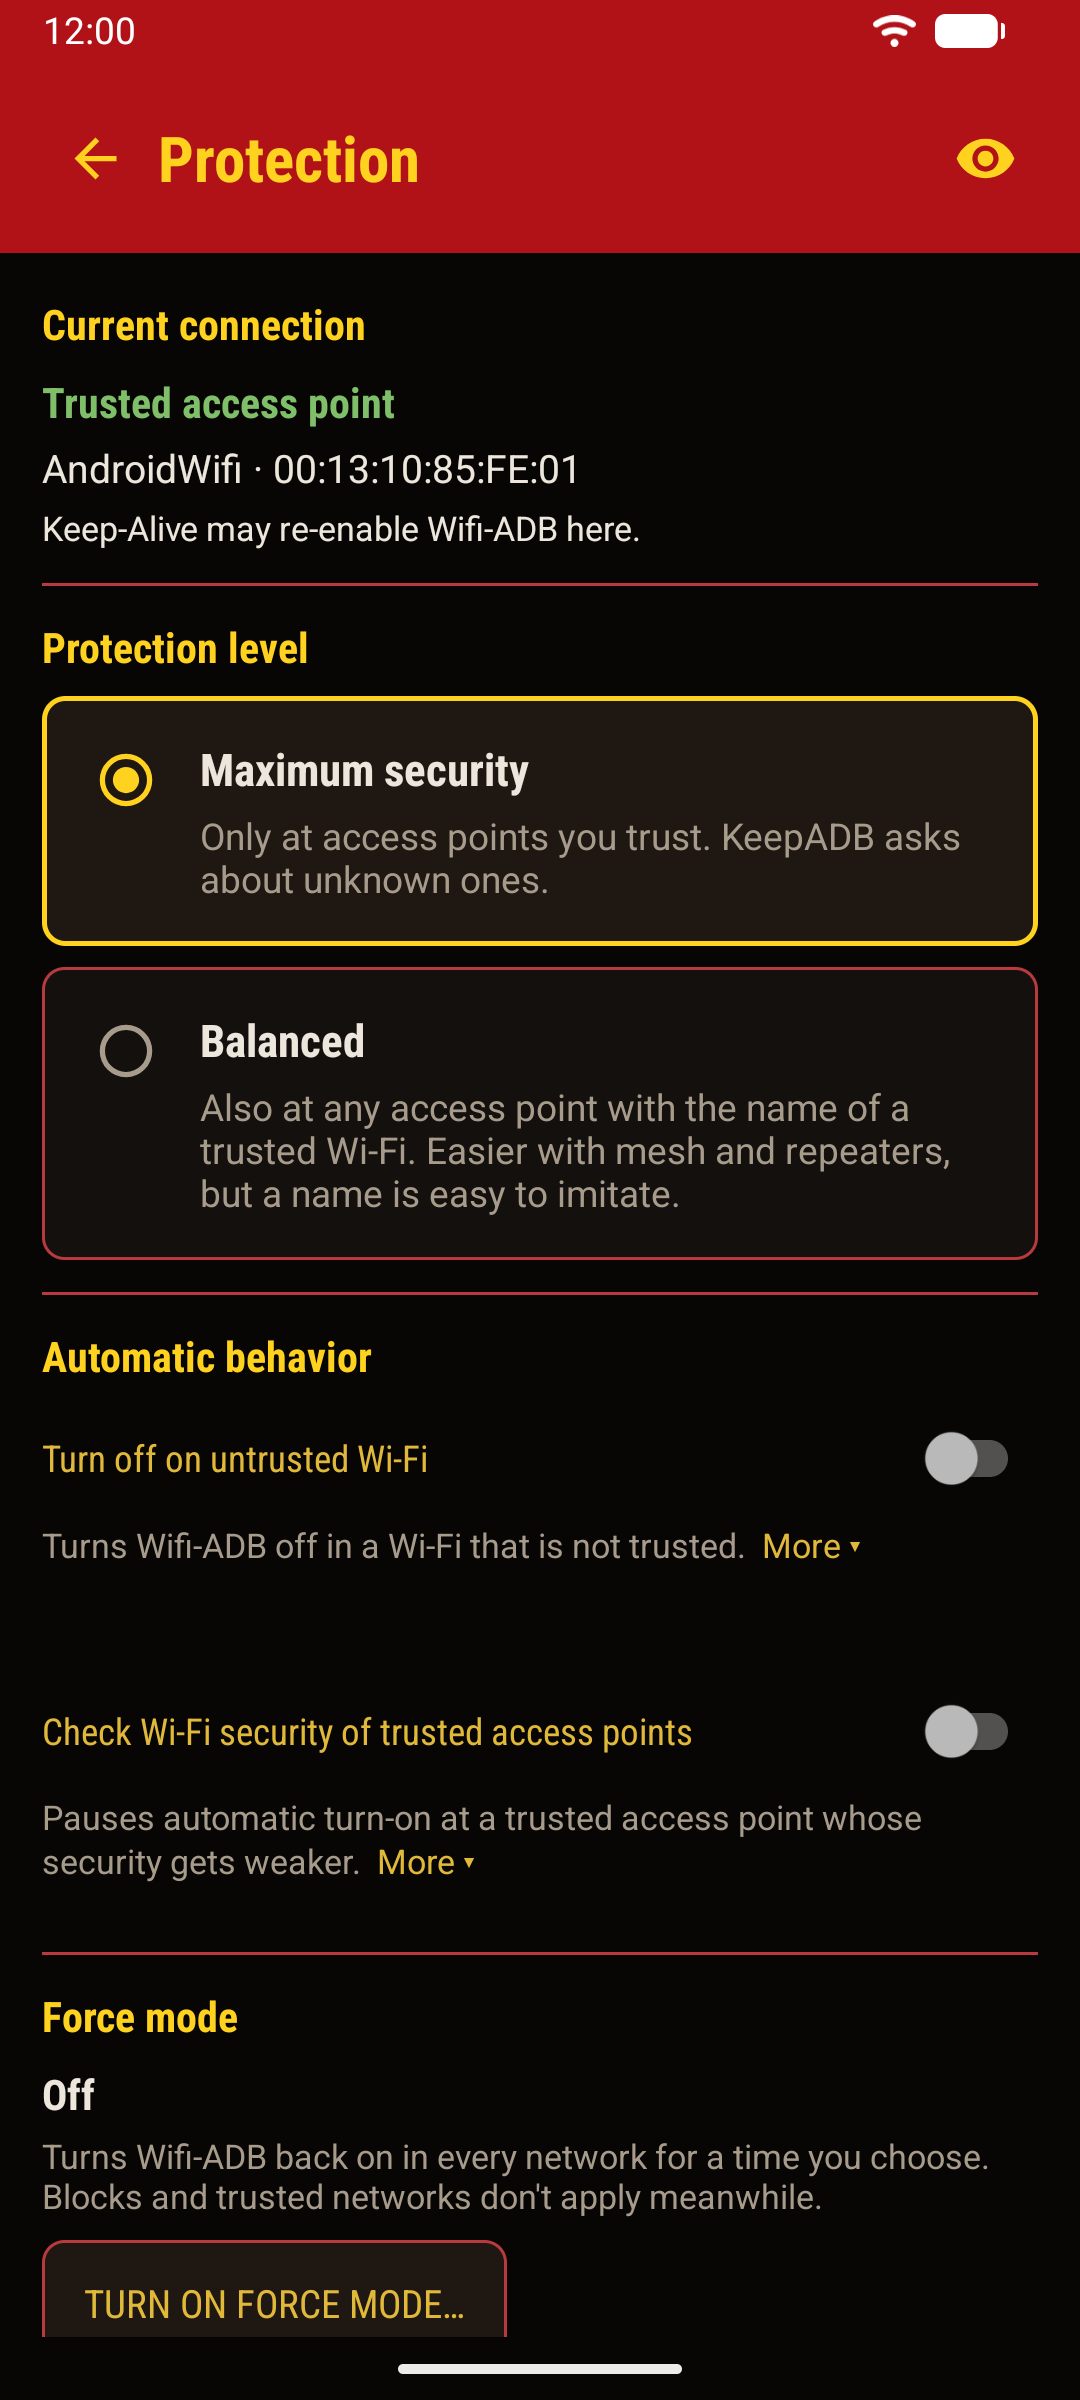 12:00
Protection
Current connection
Trusted access point
AndroidWifi · 00:13:10:85:FE:01
Keep-Alive may re-enable Wifi-ADB here.
Protection level
Maximum security
Only at access points you trust. KeepADB asks
about unknown ones.
Balanced
Also at any access point with the name of a
trusted Wi-Fi. Easier with mesh and repeaters,
but a name is easy to imitate.
Automatic behavior
Turn off on untrusted Wi-Fi
Turns Wifi-ADB off in a Wi-Fi that is not trusted. More ▾
Check Wi-Fi security of trusted access points
Pauses automatic turn-on at a trusted access point whose
security gets weaker. More ▾
Force mode
Off
Turns Wifi-ADB back on in every network for a time you choose.
Blocks and trusted networks don't apply meanwhile.
TURN ON FORCE MODE…